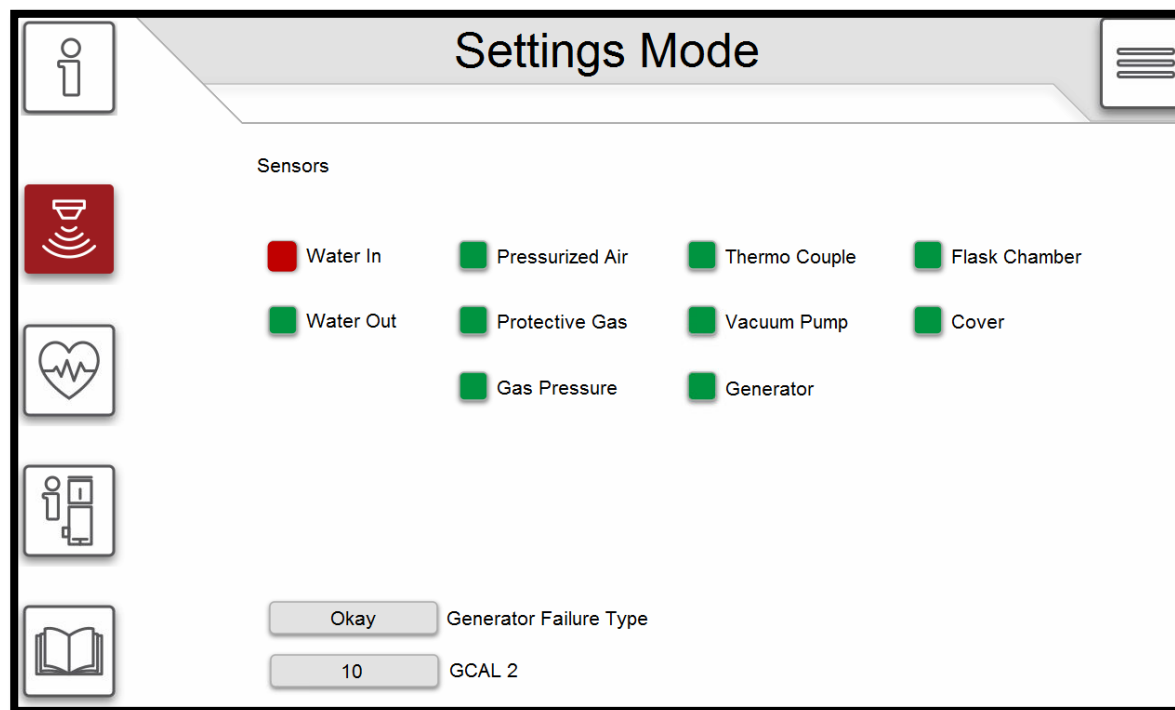 Settings Mode
Sensors
Water In Pressurized Air Thermo Couple Flask Chamber
Water Out Protective Gas Vacuum Pump Cover
Gas Pressure Generator
Okay Generator Failure Type
10 GCAL 2